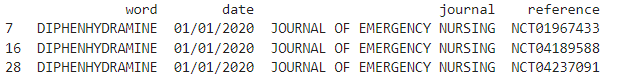 word date journal reference
7 DIPHENHYDRAMINE 01/01/2020 JOURNAL OF EMERGENCY NURSING NCT01967433
16 DIPHENHYDRAMINE 01/01/2020 JOURNAL OF EMERGENCY NURSING NCT04189588
28 DIPHENHYDRAMINE 01/01/2020 JOURNAL OF EMERGENCY NURSING NCT04237091